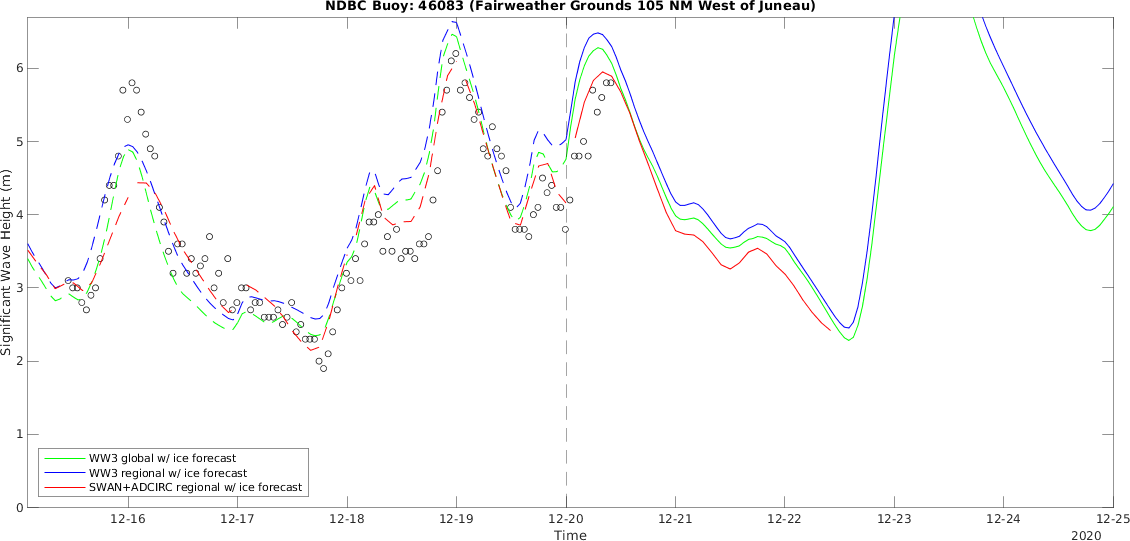 NDBC Buoy: 46083 (Fairweather Grounds 105 NM West of Juneau)
Significant Wave Height (m)
6
5
4
3
2
1
0
WW3 global w/ ice forecast
WW3 regional w/ ice forecast
SWAN+ADCIRC regional w/ ice forecast
12-16 12-17 12-18 12-19 12-20 12-21 12-22 12-23 12-24 12-25
Time
2020